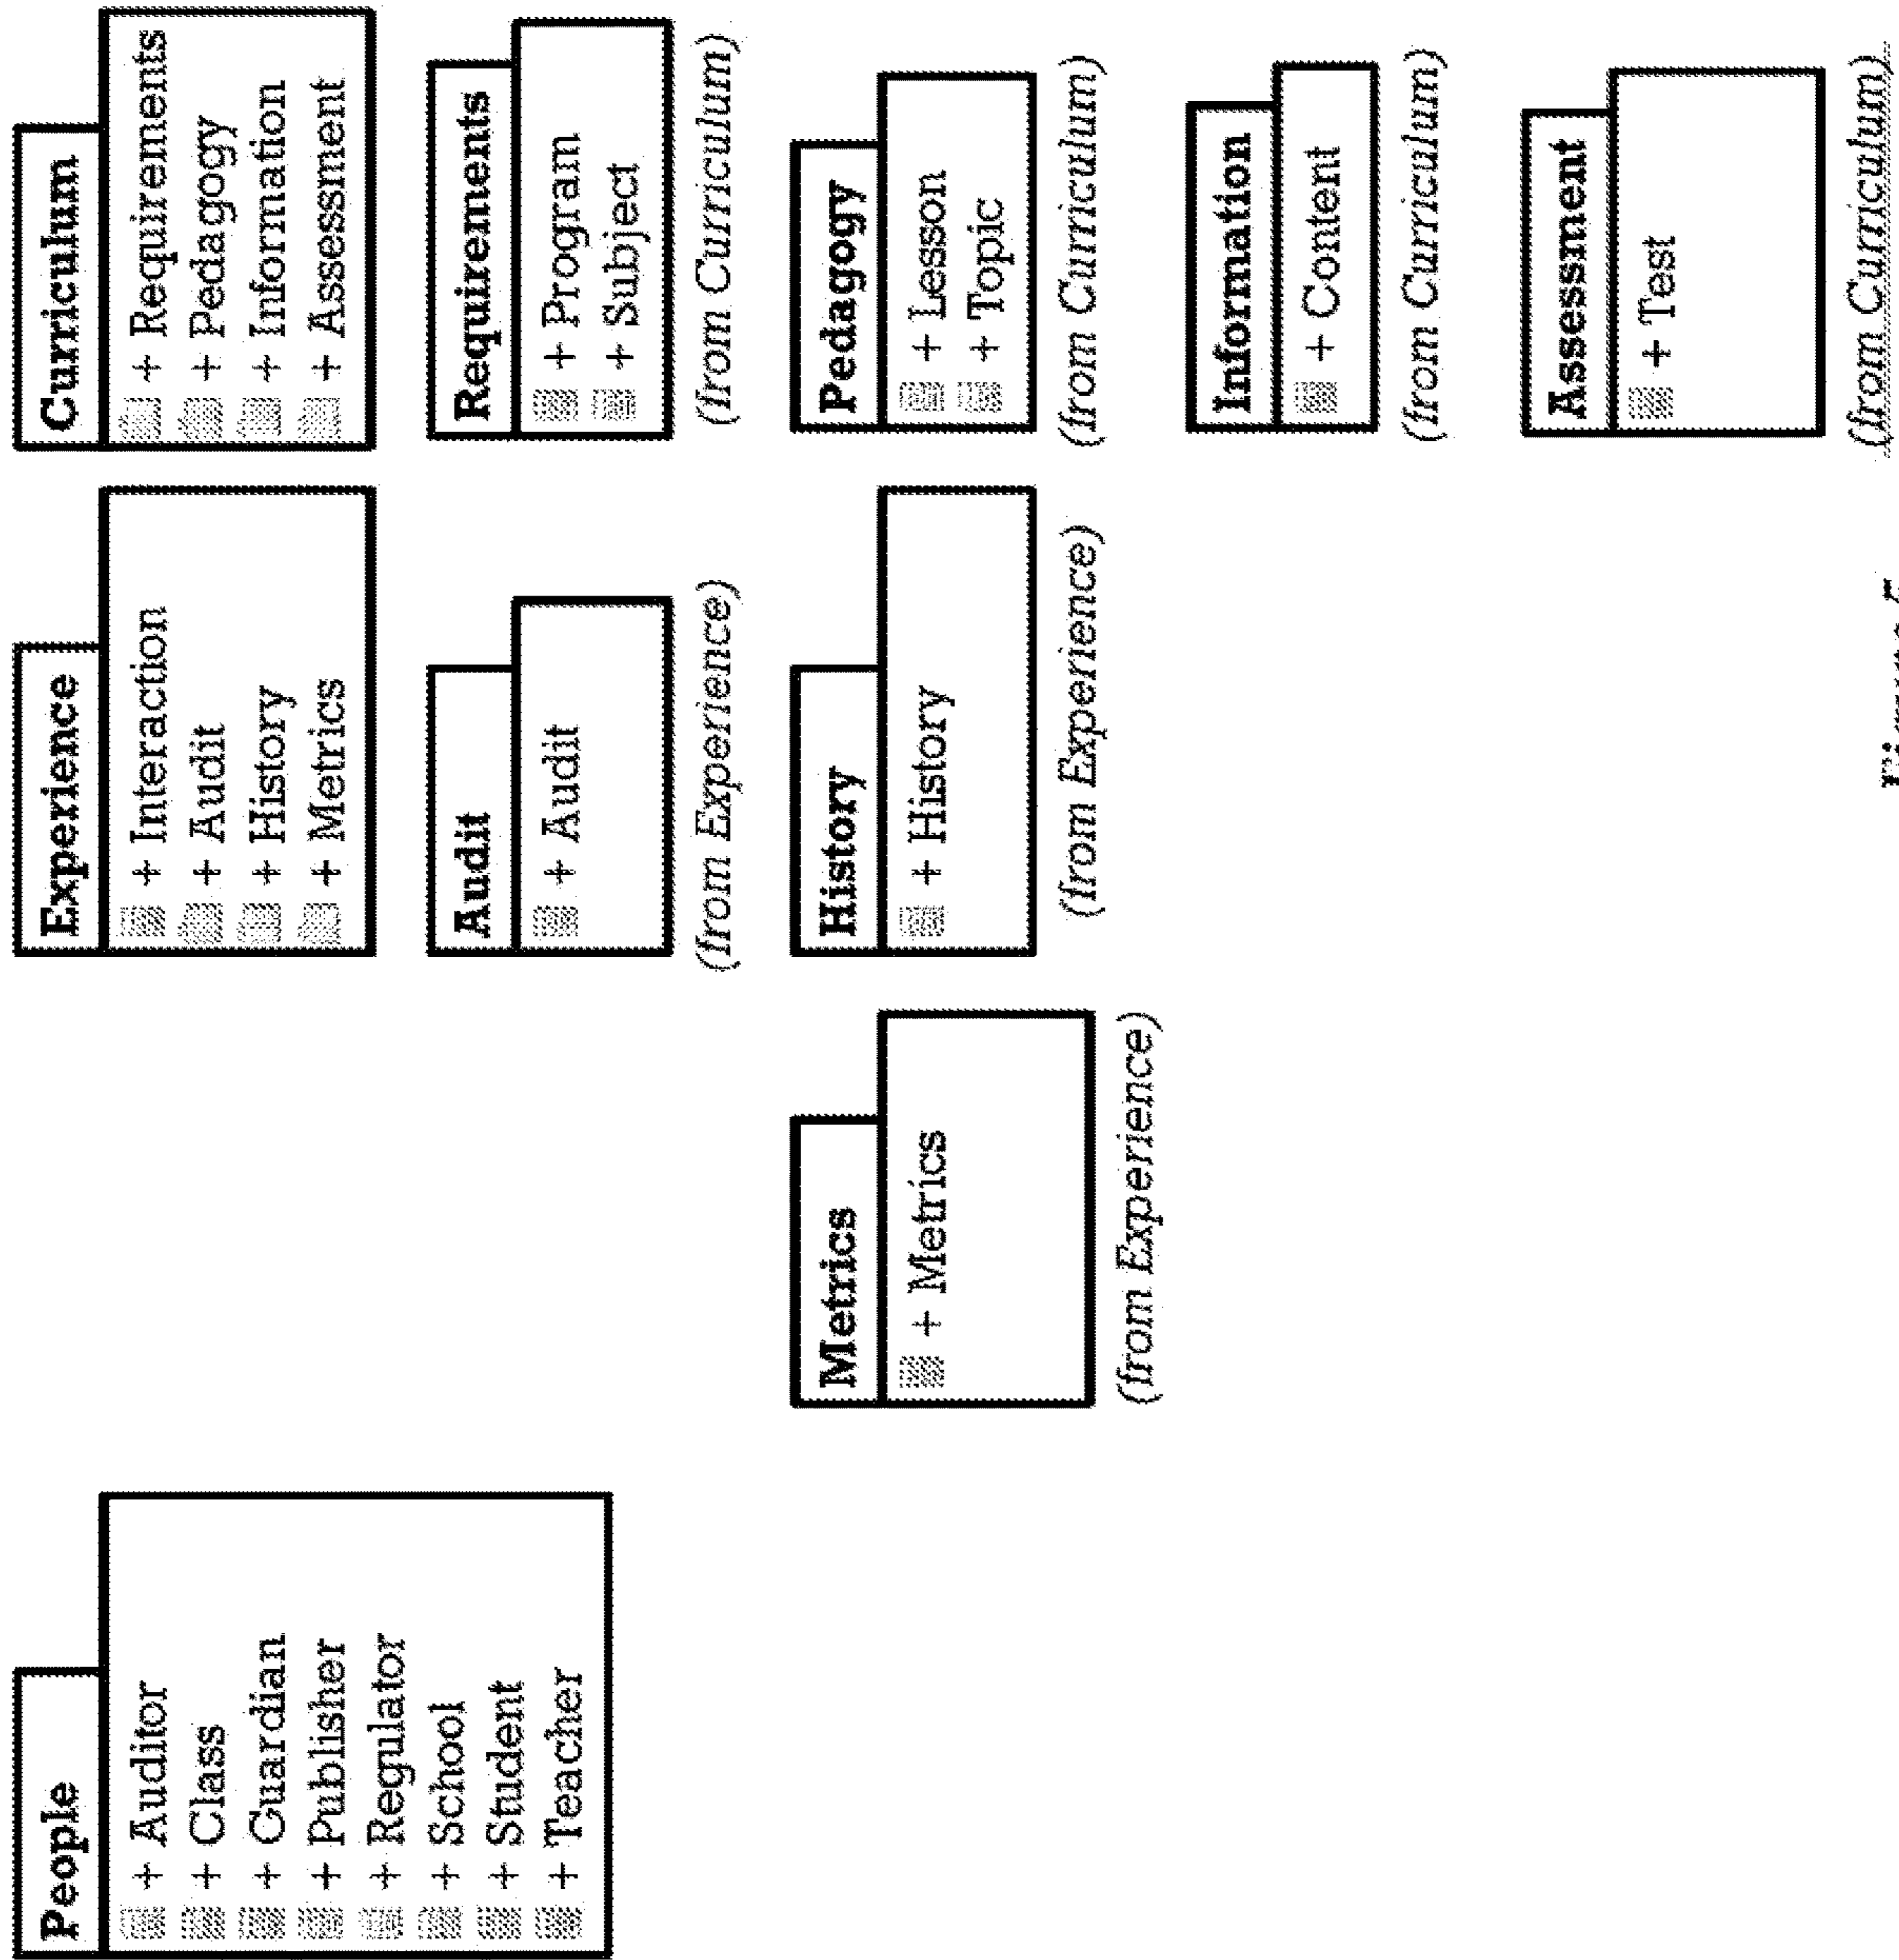 People
+ Auditor
+ Class
+ Guardian
+ Publisher
+ Regulator
+ School
+ Student
+ Teacher
Experience
+ Interaction
+ Audit
+ History
+ Metrics
Curriculum
+ Requirements
+ Pedagogy
+ Information
+ Assessment
Audit
+ Audit
(from Experience)
Requirements
+ Program
+ Subject
(from Curriculum)
Metrics
+ Metrics
(from Experience)
History
+ History
(from Experience)
Pedagogy
+ Lesson
+ Topic
(from Curriculum)
Information
+ Content
(from Curriculum)
Assessment
+ Test
(from Curriculum)